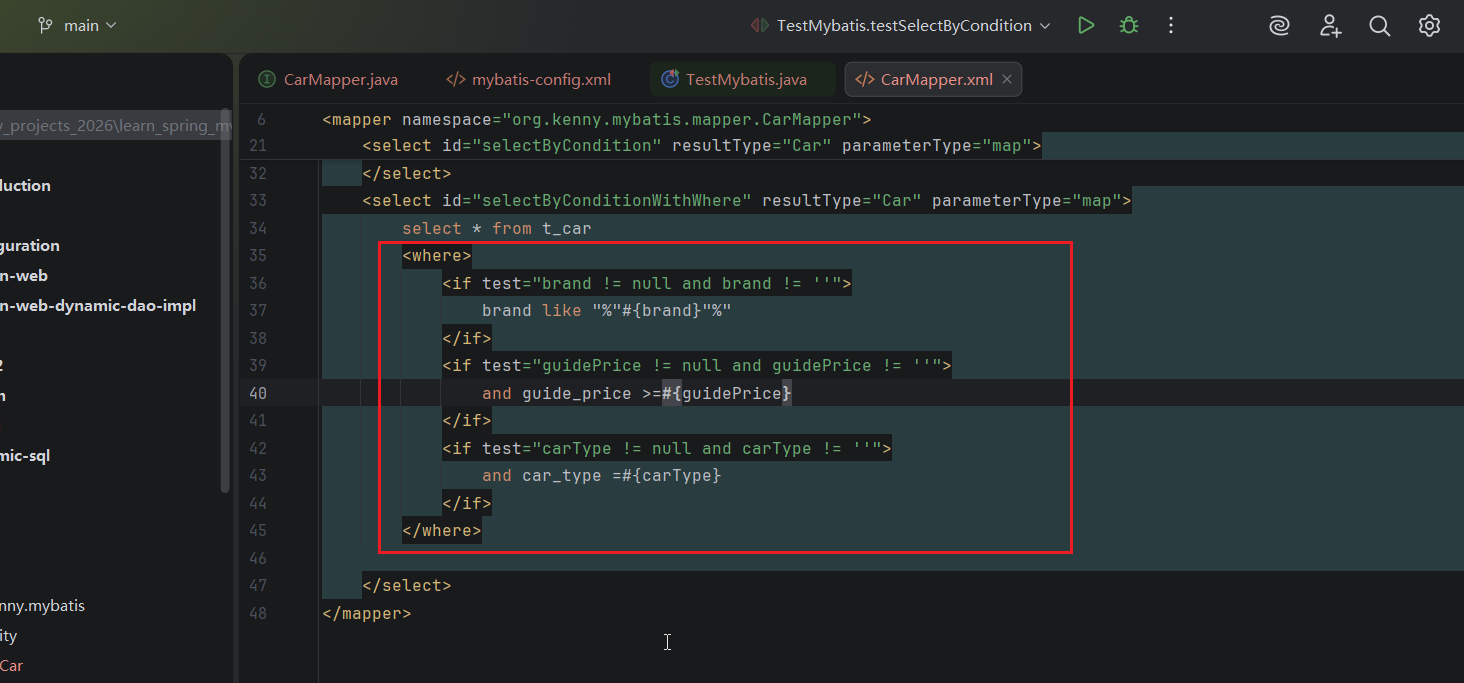 main
TestMybatis.testSelectByCondition
CarMapper.java
mybatis-config.xml
TestMybatis.java
</> CarMapper.xml
y_projects_2026\learn_spring_my
luction
guration
n-web
n-web-dynamic-dao-impl
2
n
mic-sql
nny.mybatis
ity
Car
6 <mapper namespace="org.kenny.mybatis.mapper.CarMapper">
21 <select id="selectByCondition" resultType="Car" parameterType="map">
32 </select>
33 <select id="selectByConditionWithWhere" resultType="Car" parameterType="map">
34 select * from t_car
35 <where>
36 <if test="brand != null and brand != ''">
37 brand like "%"#{brand}"%"
38 </if>
39 <if test="guidePrice != null and guidePrice != ''">
40 and guide_price >=#{guidePrice}
41 </if>
42 <if test="carType != null and carType != ''">
43 and car_type =#{carType}
44 </if>
45 </where>
46
47 </select>
48 </mapper>